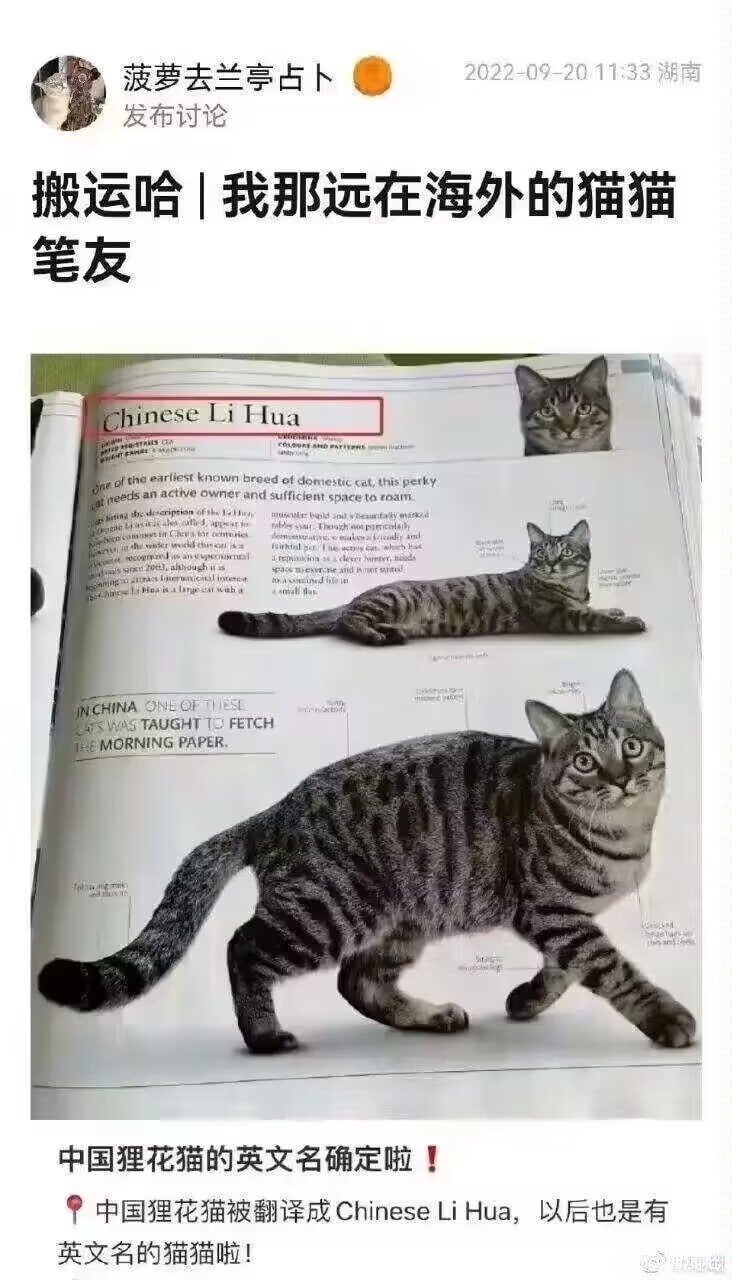 菠萝去兰亭占卜
2022-09-20 11:33 湖南
发布讨论
搬运哈 | 我那远在海外的猫猫
笔友
Chinese Li Hua
COLOURS AND PATTERNS
One of the earliest known breed of domestic cat, this perky
cat needs an active owner and sufficient space to roam.
the description of the Li Hua,
as it is also called, appear to
been common in China for centuries.
in the wider world this cat is a
recognized as an experimental
since 2003, although it is
to attract international interest.
Chinese Li Hua is a large cat with a
muscular build and a beautifully marked
tabby coat. Though not particularly
demonstrative, it makes a friendly and
faithful pet. This active cat, which has
a reputation as a clever hunter, needs
space to exercise and is not suited
to a confined life in
a small flat.
IN CHINA ONE OF THESE
CATS WAS TAUGHT TO FETCH
THE MORNING PAPER.
中国狸花猫的英文名确定啦❗
📍 中国狸花猫被翻译成Chinese Li Hua，以后也是有
英文名的猫猫啦！